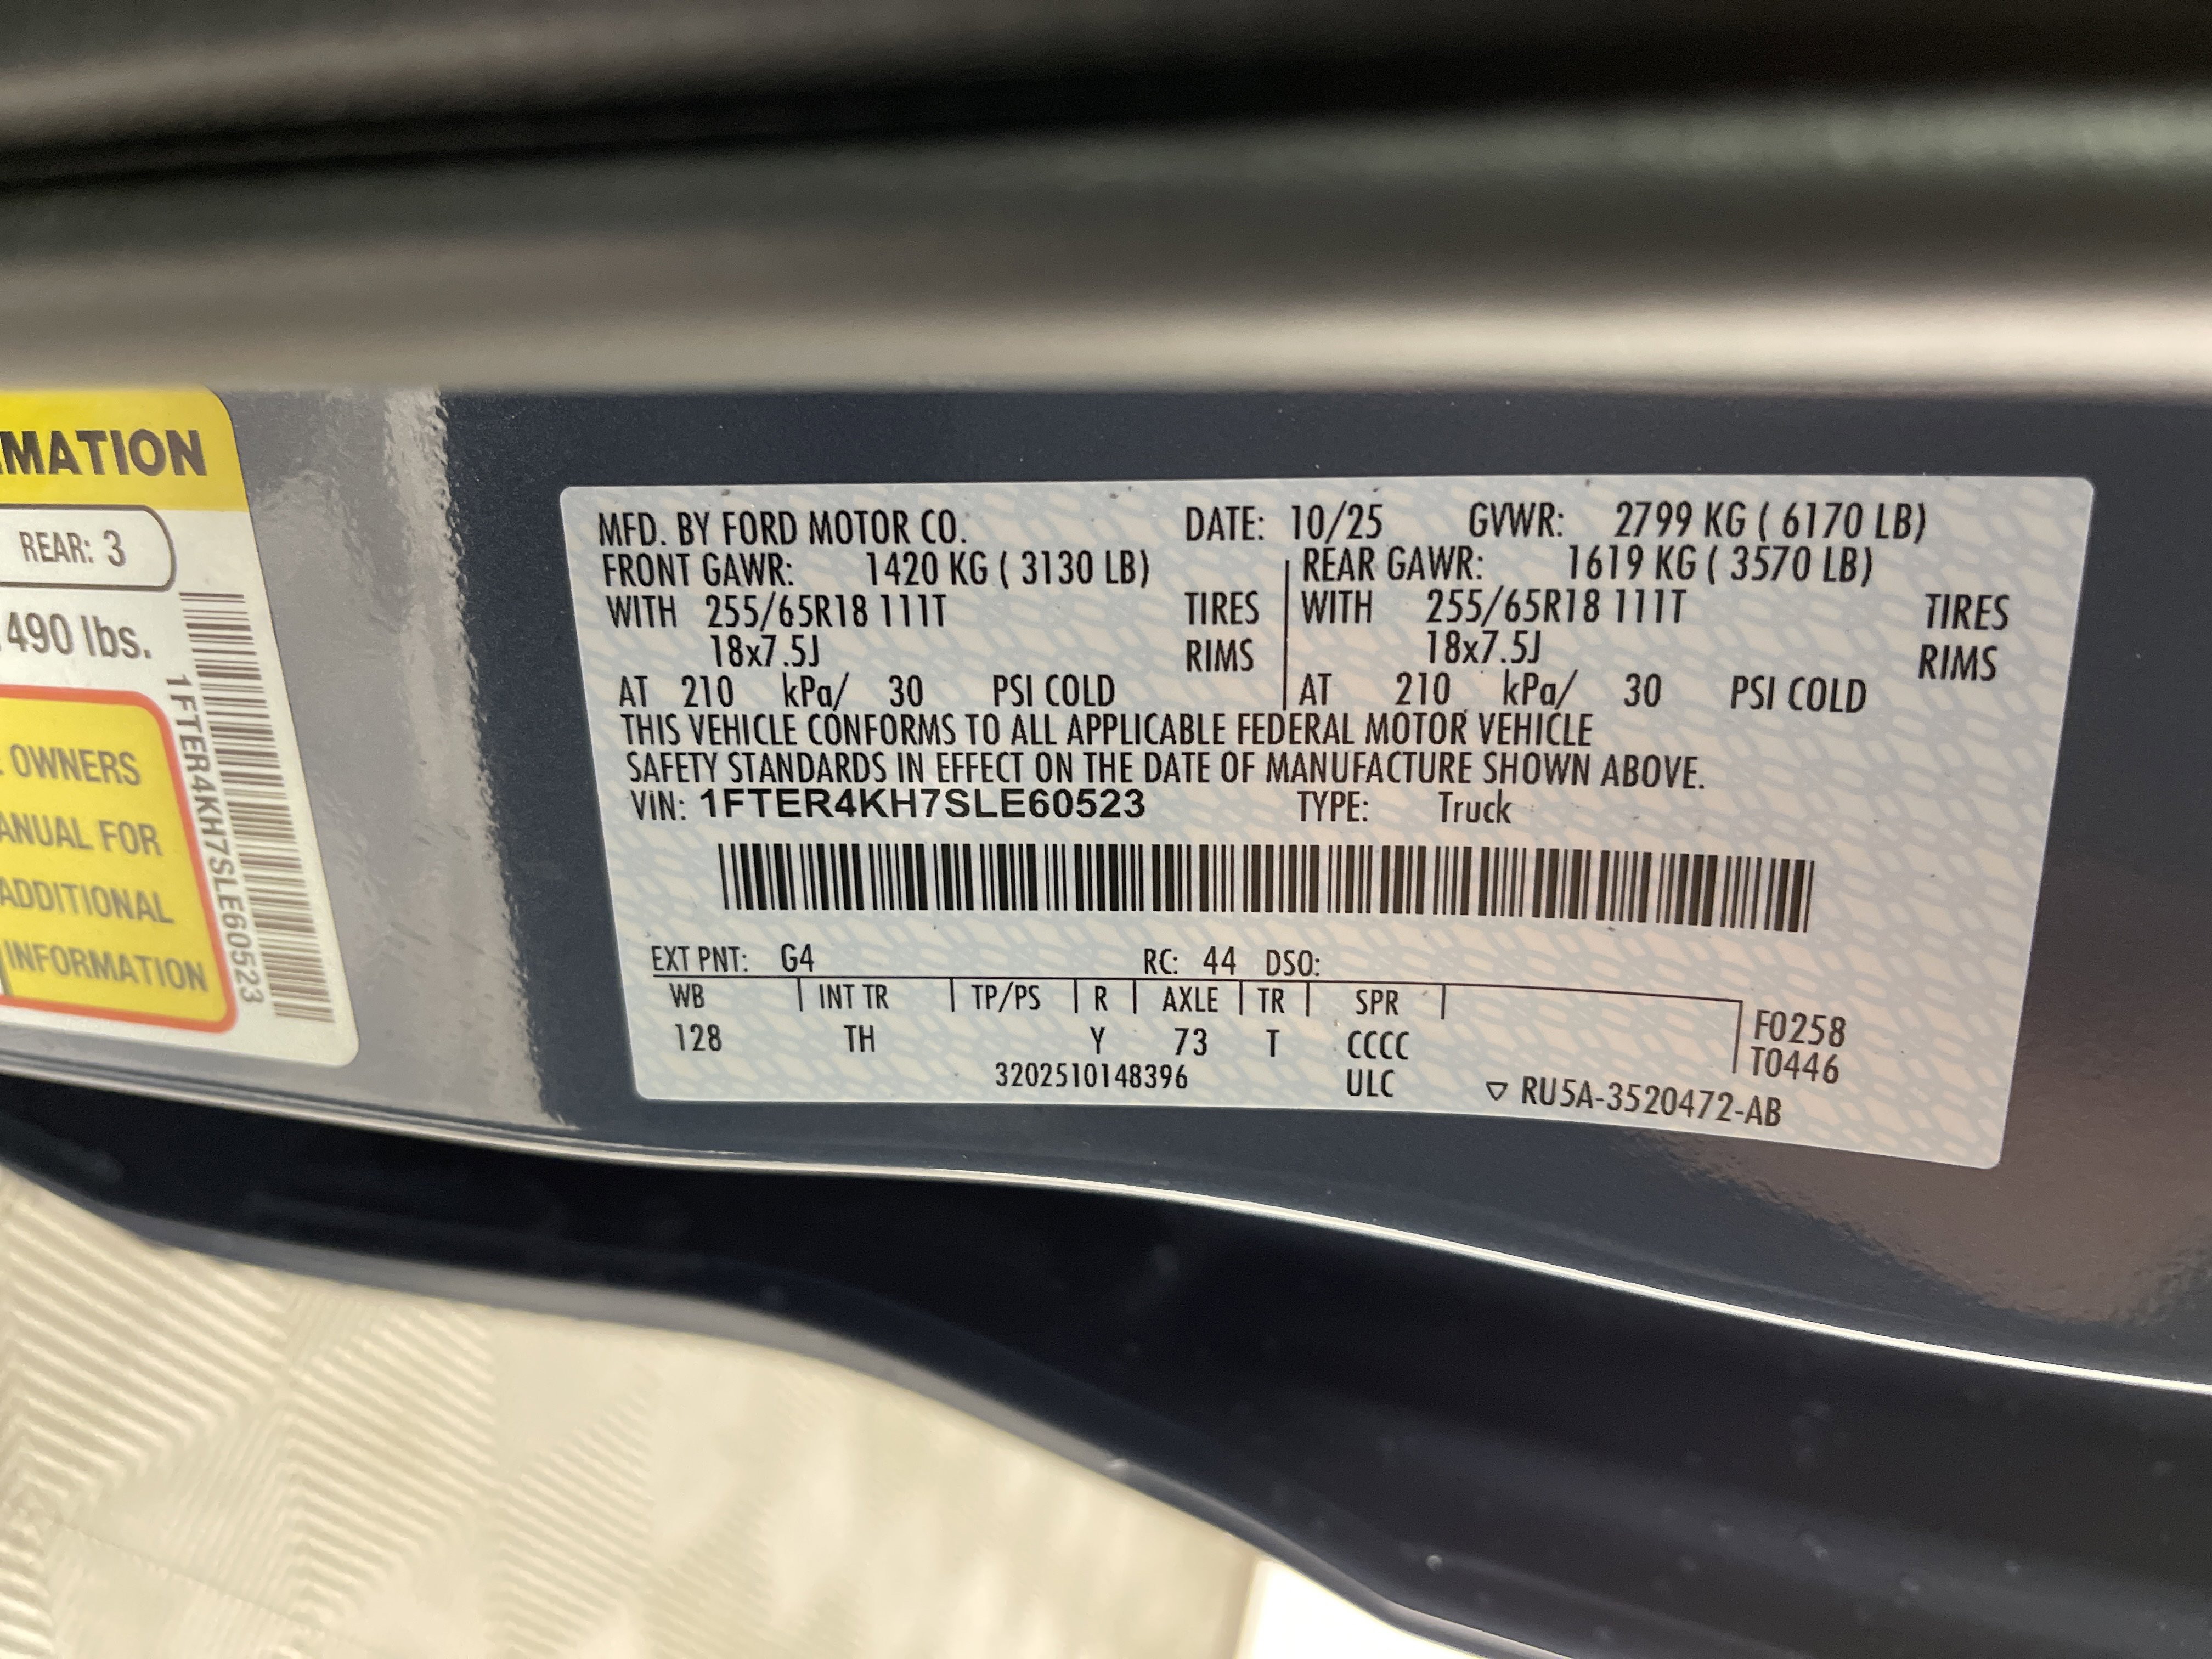 MATION
REAR: 3
490 lbs.
OWNERS
ANUAL FOR
ADDITIONAL
INFORMATION
1FTER4KH7SLE60523
MFD. BY FORD MOTOR CO. DATE: 10/25 GVWR: 2799 KG ( 6170 LB)
FRONT GAWR: 1420 KG ( 3130 LB) REAR GAWR: 1619 KG ( 3570 LB)
WITH 255/65R18 111T TIRES WITH 255/65R18 111T TIRES
18x7.5J RIMS 18x7.5J RIMS
AT 210 kPa/ 30 PSI COLD AT 210 kPa/ 30 PSI COLD
THIS VEHICLE CONFORMS TO ALL APPLICABLE FEDERAL MOTOR VEHICLE
SAFETY STANDARDS IN EFFECT ON THE DATE OF MANUFACTURE SHOWN ABOVE.
VIN: 1FTER4KH7SLE60523 TYPE: Truck
EXT PNT: G4 RC: 44 DSO:
WB INT TR TP/PS R AXLE TR SPR F0258
128 TH Y 73 T CCCC T0446
3202510148396 ULC RU5A-3520472-AB